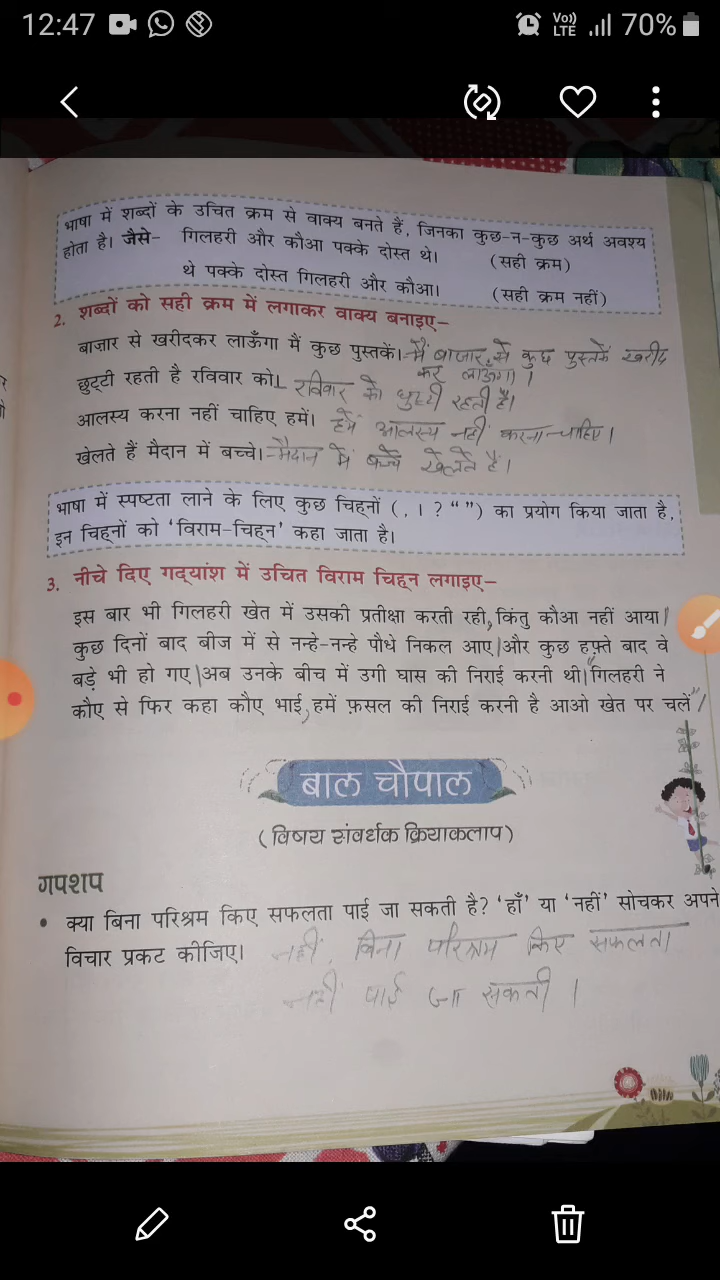 12:47 Vo)) LTE 70%
भाषा में शब्दों के उचित क्रम से वाक्य बनते हैं, जिनका कुछ-न-कुछ अर्थ अवश्य
होता है। जैसे- गिलहरी और कौआ पक्के दोस्त थे। (सही क्रम)
थे पक्के दोस्त गिलहरी और कौआ। (सही क्रम नहीं)
2. शब्दों को सही क्रम में लगाकर वाक्य बनाइए-
बाज़ार से खरीदकर लाऊँगा मैं कुछ पुस्तकें। -मैं बाजार से कुछ पुस्तकें खरीद
कर लाऊँगा।
छुट्टी रहती है रविवार को। रविवार को छुट्टी रहती है।
आलस्य करना नहीं चाहिए हमें। हमें आलस्य नहीं करना चाहिए।
खेलते हैं मैदान में बच्चे। -मैदान में बच्चे खेलते हैं।
भाषा में स्पष्टता लाने के लिए कुछ चिह्नों (, । ? “ ”) का प्रयोग किया जाता है,
इन चिह्नों को ‘विराम-चिह्न’ कहा जाता है।
3. नीचे दिए गद्यांश में उचित विराम चिह्न लगाइए-
इस बार भी गिलहरी खेत में उसकी प्रतीक्षा करती रही, किंतु कौआ नहीं आया।
कुछ दिनों बाद बीज में से नन्हे-नन्हे पौधे निकल आए। और कुछ हफ़्ते बाद वे
बड़े भी हो गए। अब उनके बीच में उगी घास की निराई करनी थी। "गिलहरी ने
कौए से फिर कहा कौए भाई, हमें फ़सल की निराई करनी है आओ खेत पर चलें"।
बाल चौपाल
(विषय संवर्धक क्रियाकलाप)
गपशप
• क्या बिना परिश्रम किए सफलता पाई जा सकती है? ‘हाँ’ या ‘नहीं’ सोचकर अपने
विचार प्रकट कीजिए। नहीं, बिना परिश्रम किए सफलता
नहीं पाई जा सकती।